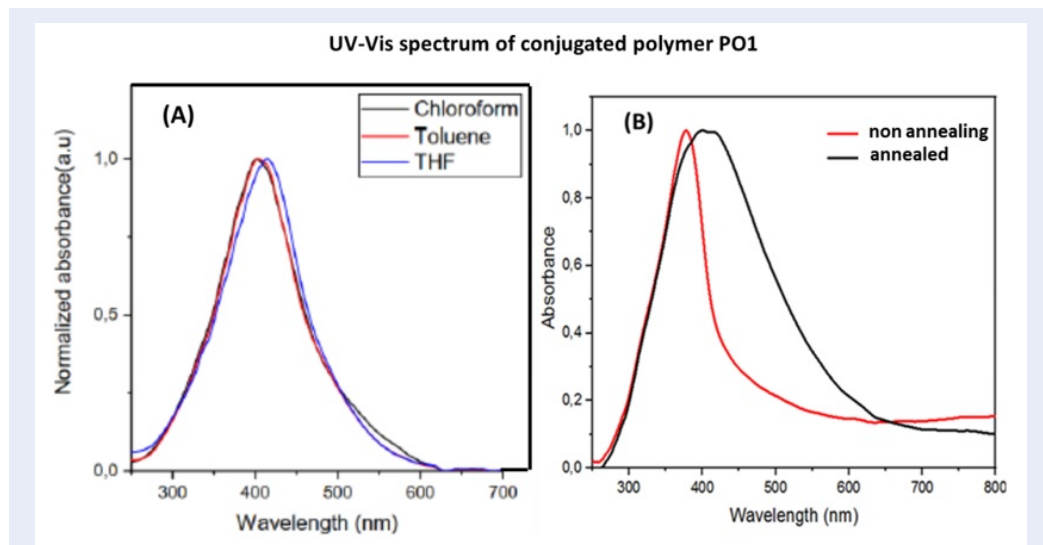 UV-Vis spectrum of conjugated polymer PO1
(A)
Chloroform
Toluene
THF
Normalized absorbance(a.u)
1,0
0,5
0,0
300 400 500 600 700
Wavelength (nm)
(B)
non annealing
annealed
Absorbance
1,0
0,8
0,6
0,4
0,2
0,0
300 400 500 600 700 800
Wavelength (nm)